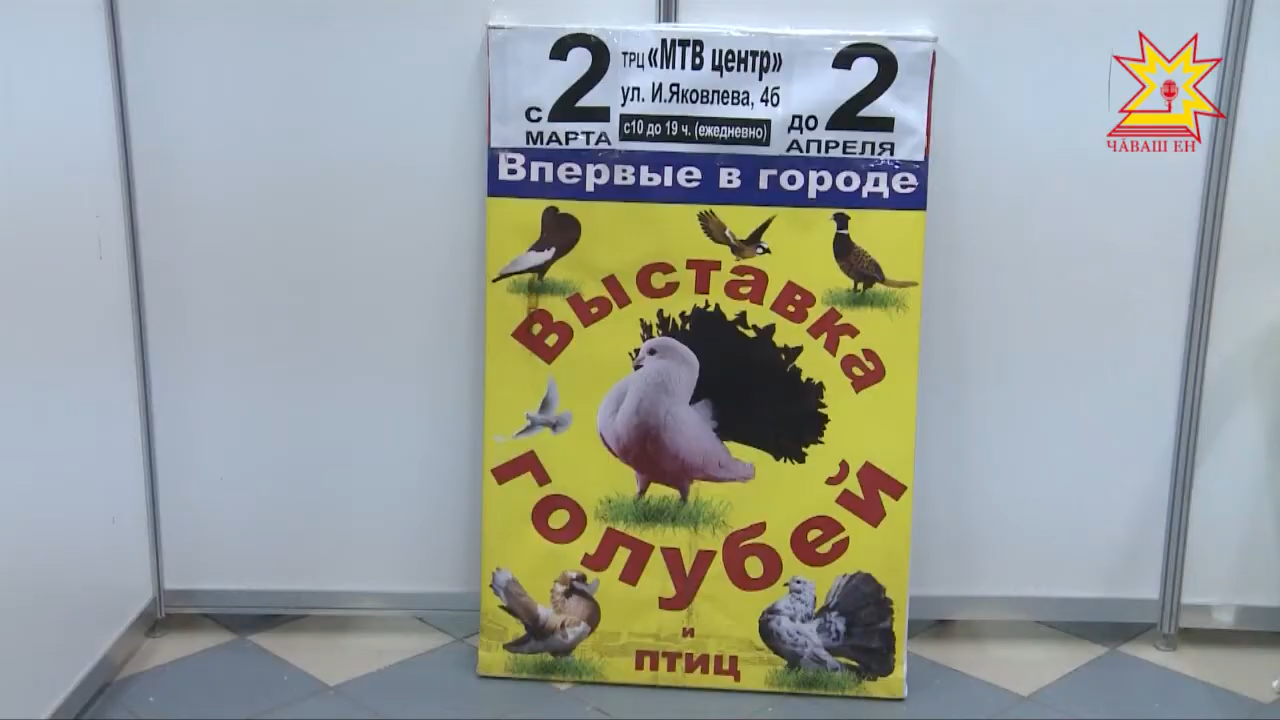 с 2 МАРТА
ТРЦ «МТВ центр»
ул. И.Яковлева, 4б
с10 до 19 ч. (ежедневно)
до 2 АПРЕЛЯ
Впервые в городе
Выставка
голубей
и
птиц
ЧӐВАШ ЕН